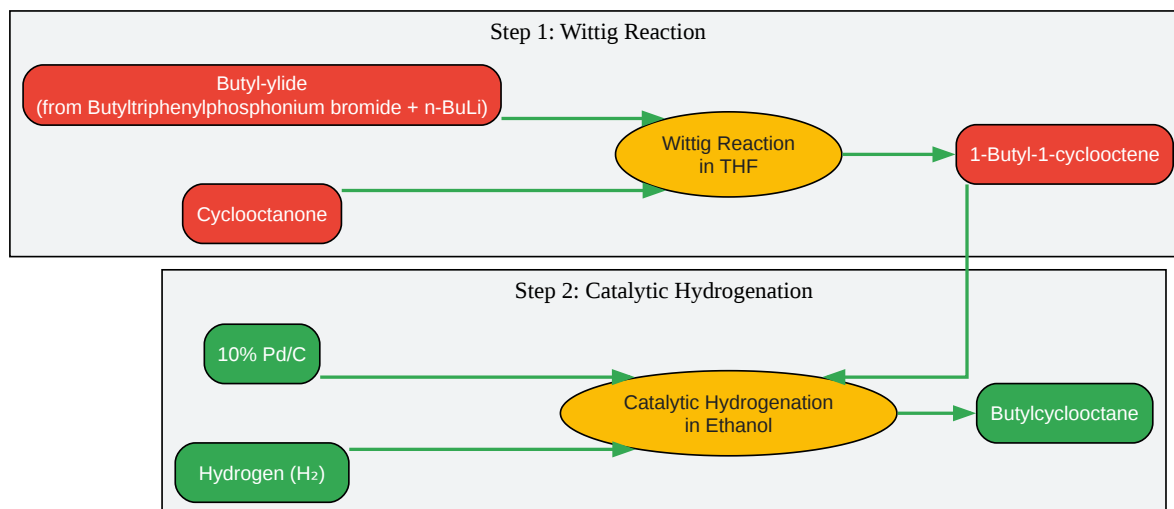 Step 1: Wittig Reaction
Butyl-ylide
(from Butyltriphenylphosphonium bromide + n-BuLi)
Wittig Reaction
in THF
1-Butyl-1-cyclooctene
Cyclooctanone
Step 2: Catalytic Hydrogenation
10% Pd/C
Catalytic Hydrogenation
in Ethanol
Butylcyclooctane
Hydrogen (H₂)